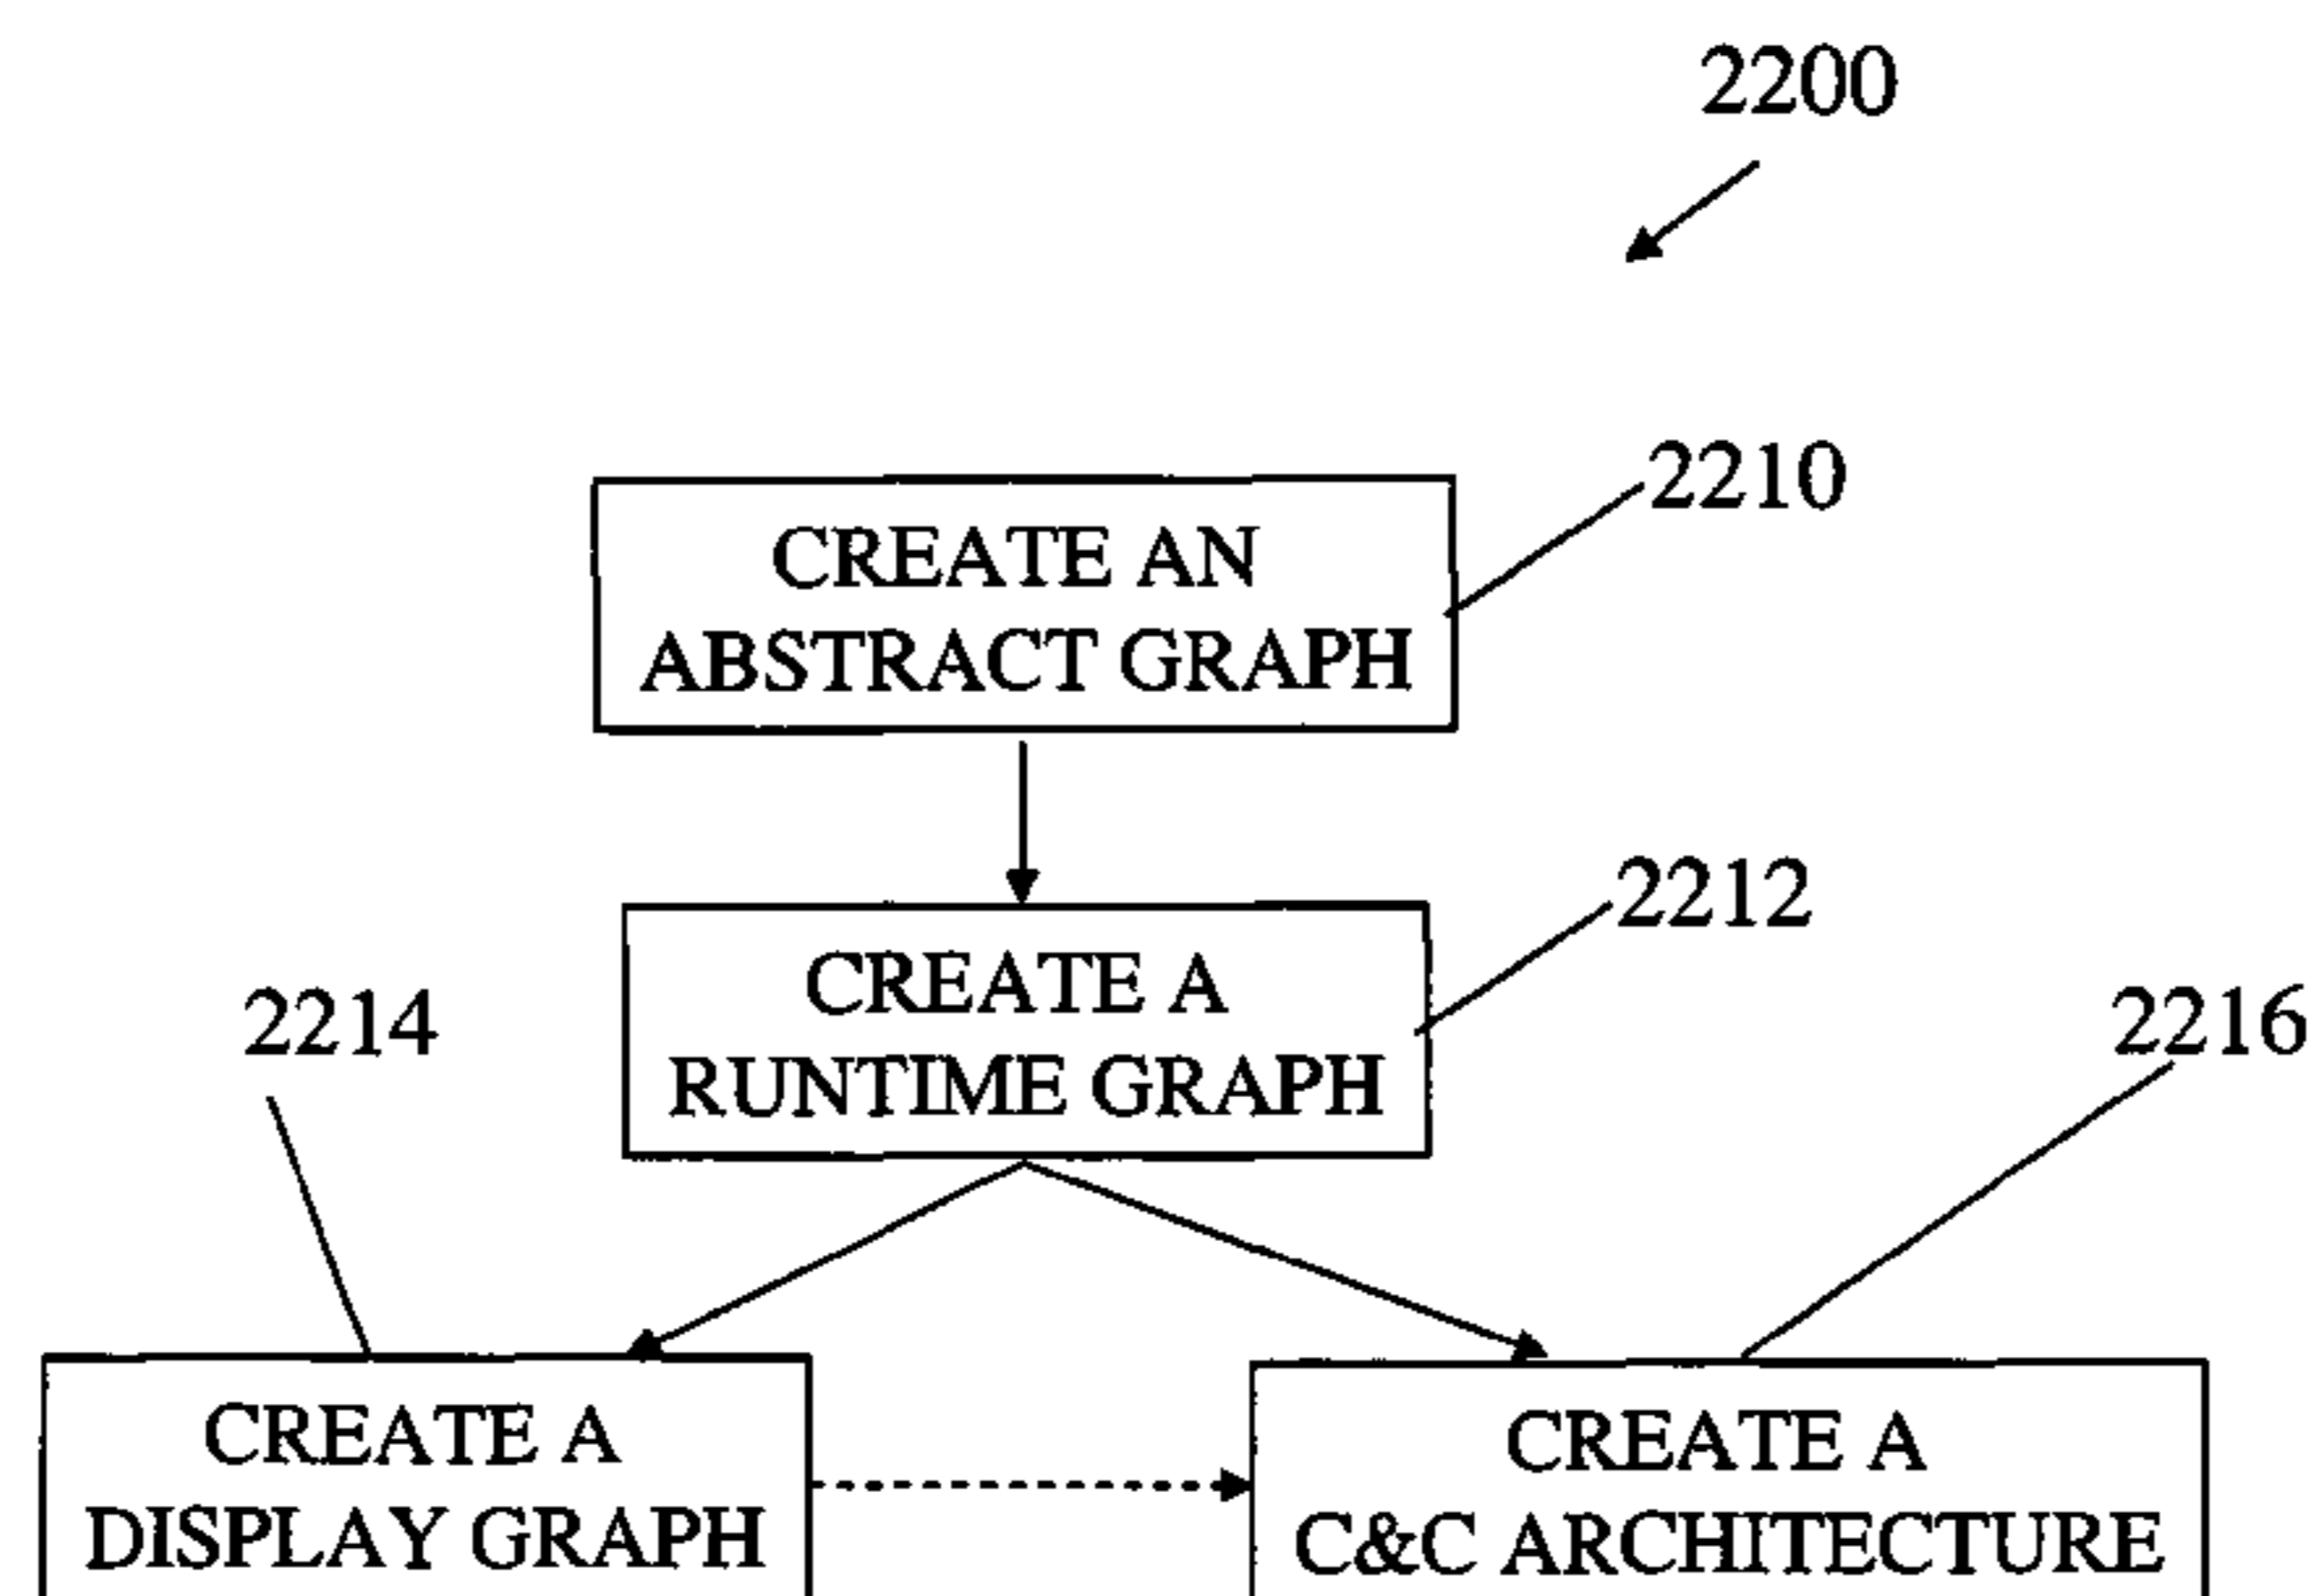 2200
CREATE AN
ABSTRACT GRAPH
2210
CREATE A
RUNTIME GRAPH
2212
2214
2216
CREATE A
DISPLAY GRAPH
CREATE A
C&C ARCHITECTURE